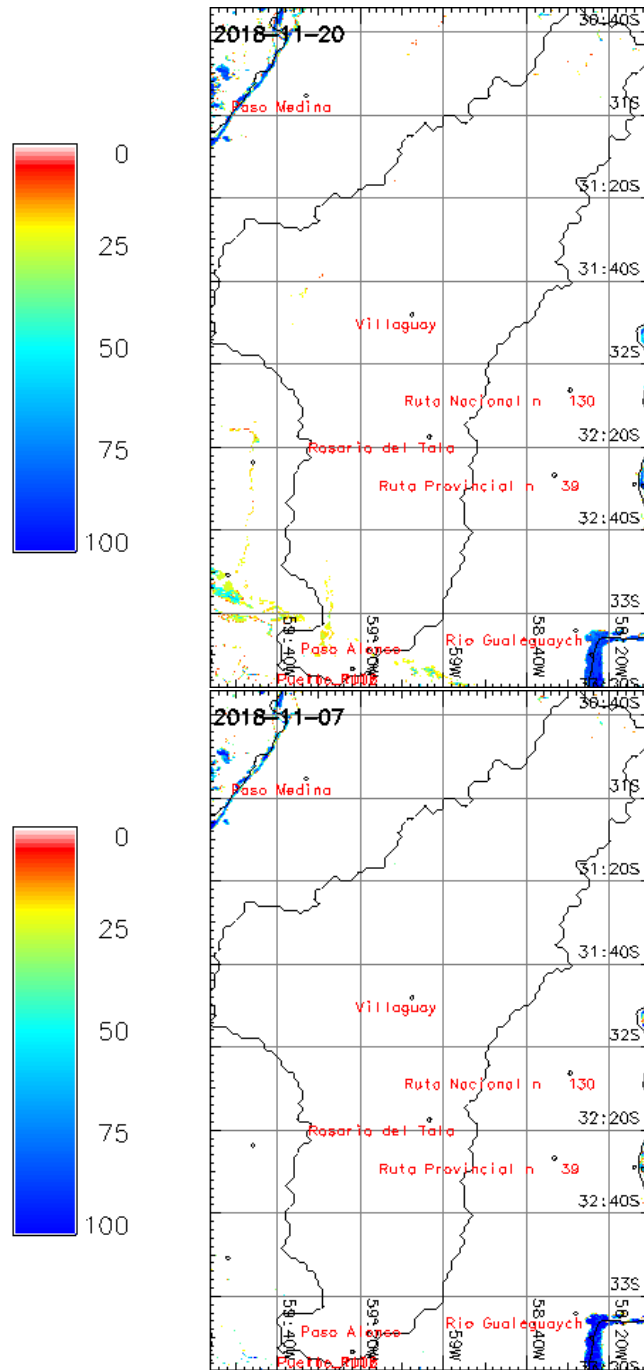 2018-11-20
30:40S
0
Paso Medina
31S
31:20S
25
31:40S
Villaguay
50
32S
Ruta Nacional n 130
75
32:20S
Rosario del Tala
Ruta Provincial n 39
100
32:40S
33S
59:40W
59:20W
59W
58:40W
58:20W
Rio Gualeguaych
Paso Alonso
Puerto Ruiz
2018-11-07
30:40S
0
Paso Medina
31S
31:20S
25
31:40S
Villaguay
50
32S
Ruta Nacional n 130
75
32:20S
Rosario del Tala
Ruta Provincial n 39
100
32:40S
33S
59:40W
59:20W
59W
58:40W
58:20W
Rio Gualeguaych
Paso Alonso
Puerto Ruiz